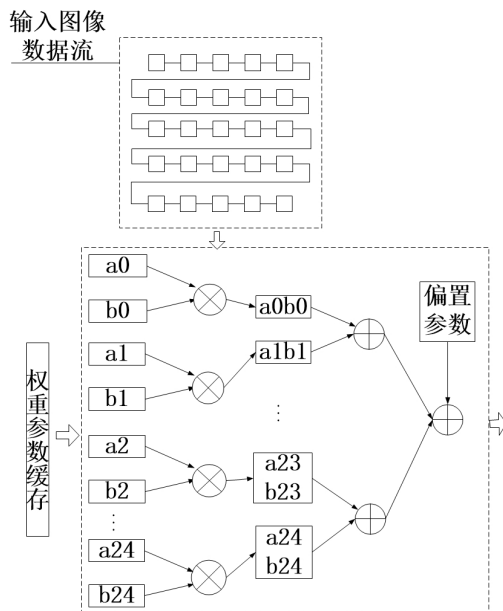 输入图像
数据流
a0
b0
a0b0
a1
b1
a1b1
偏置
参数
权重参数缓存
⋮
a2
b2
a23
b23
⋮
a24
b24
a24
b24